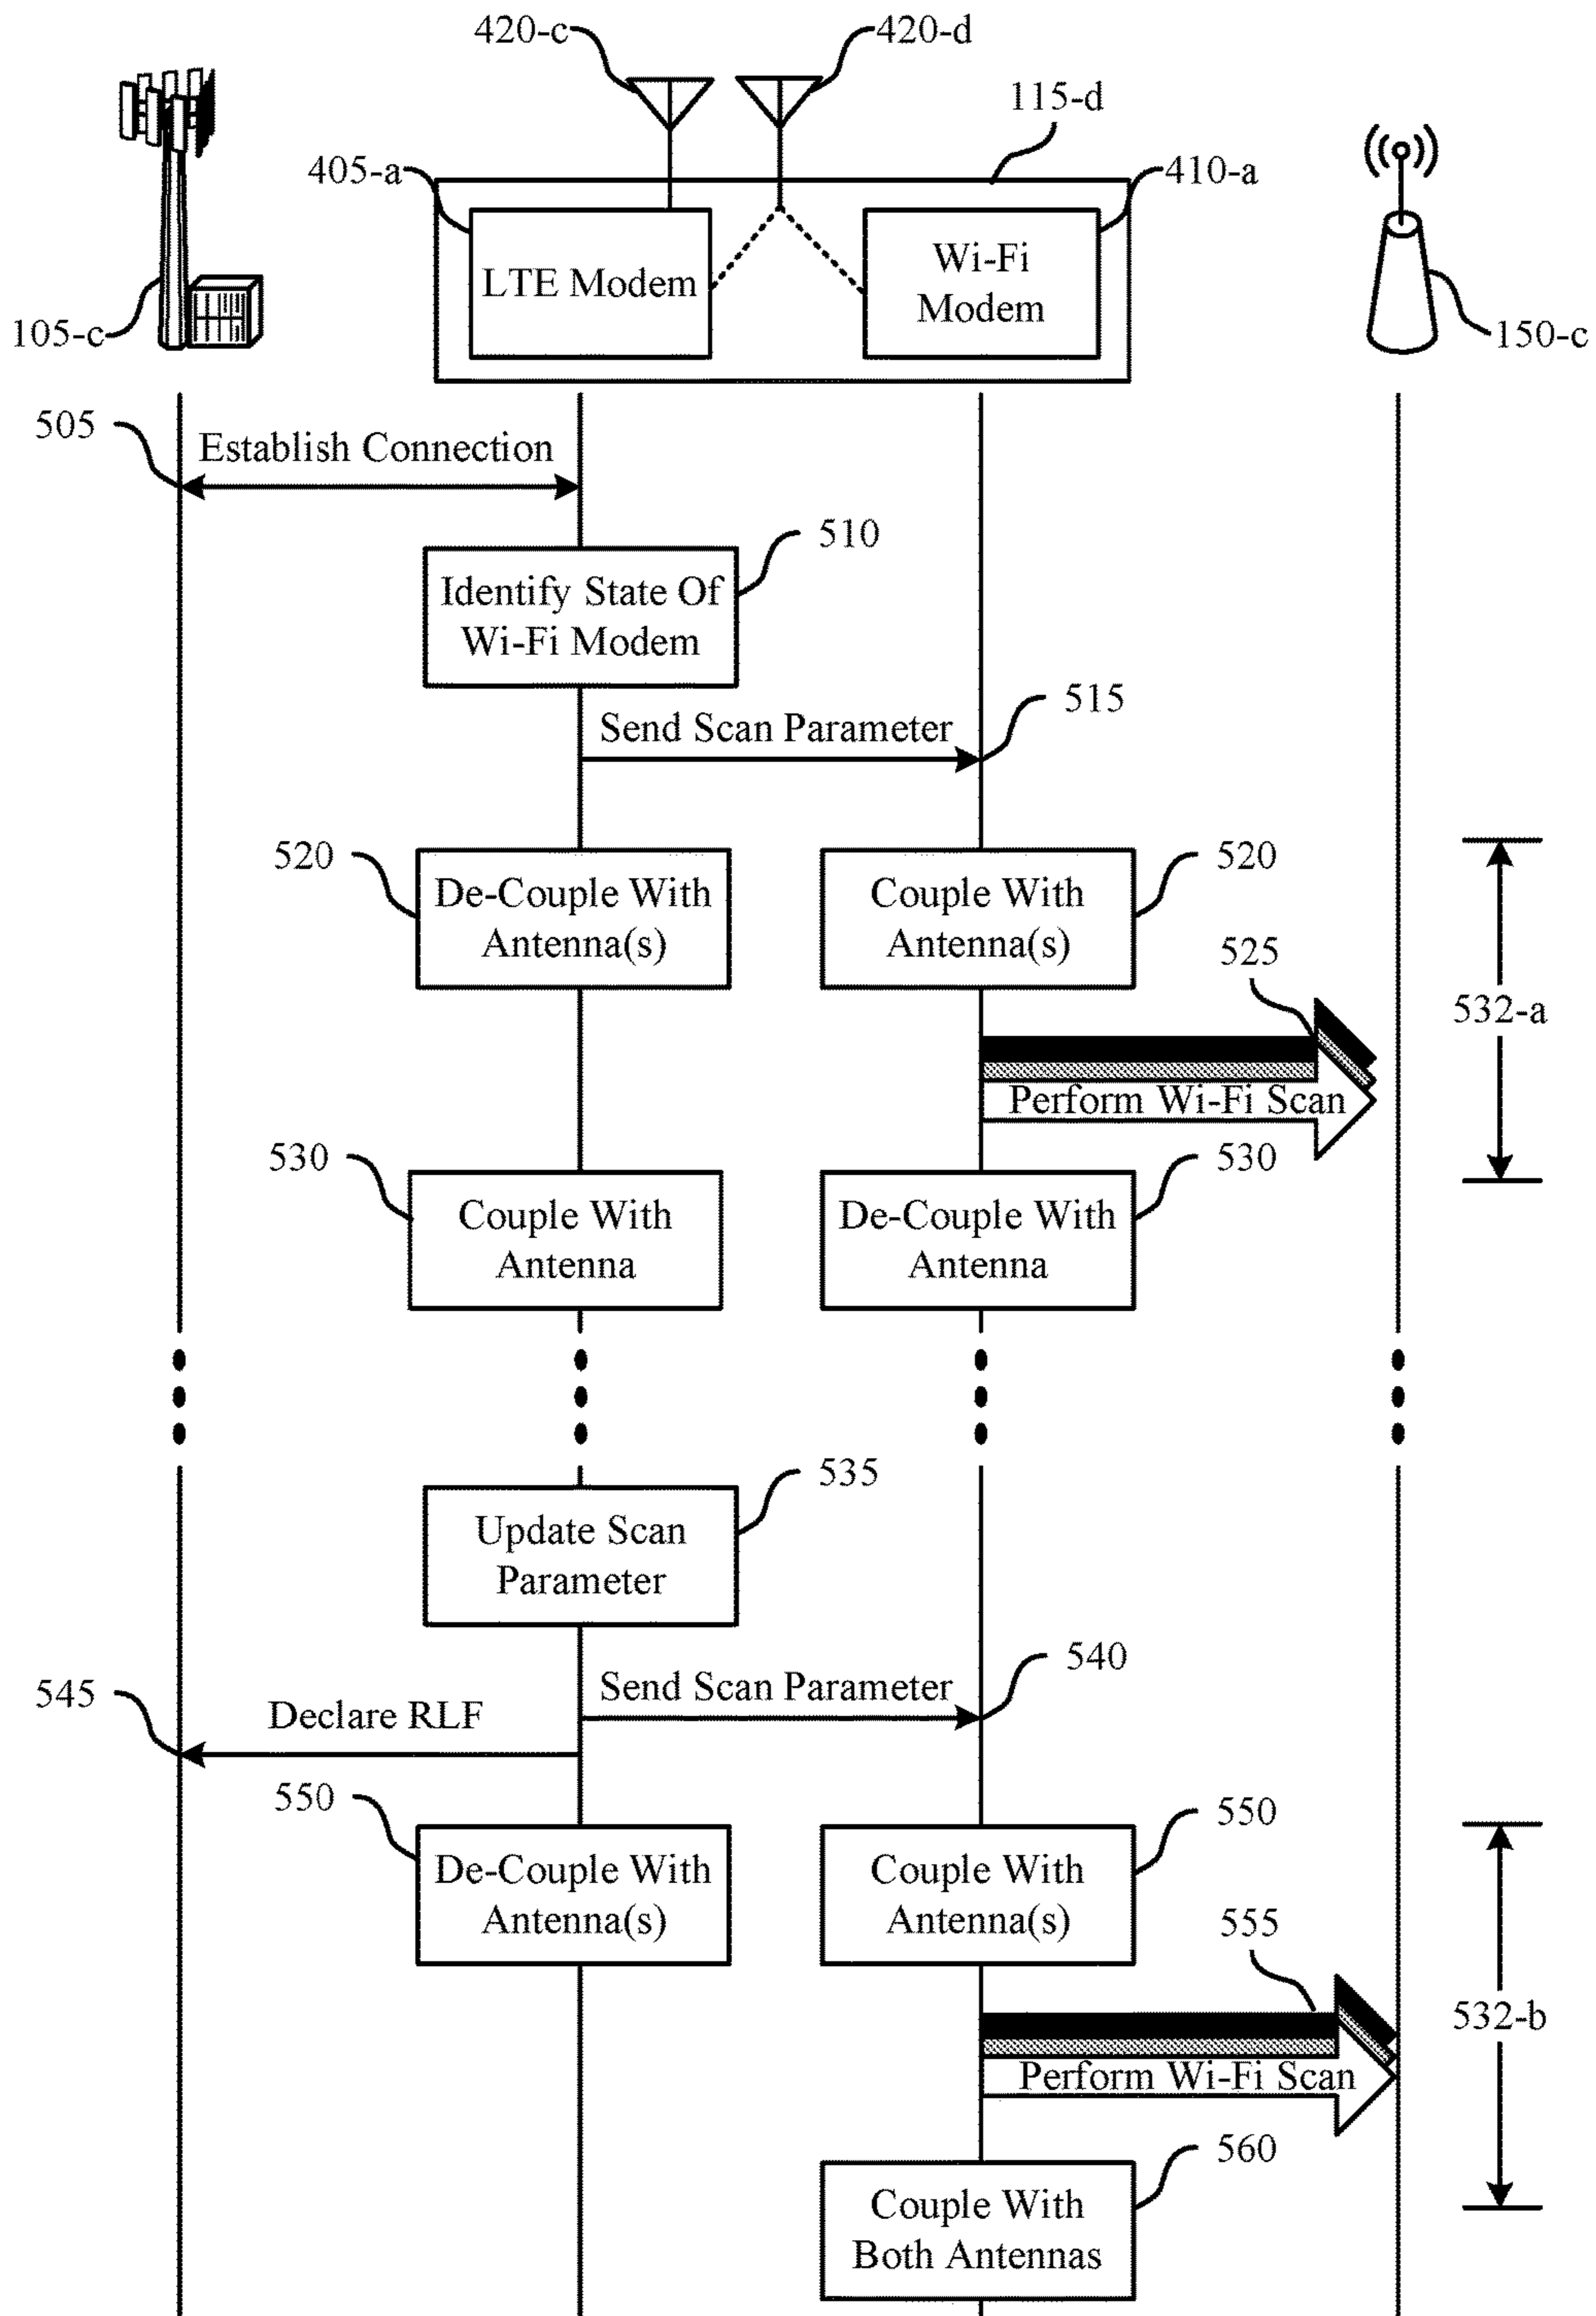 420-c
420-d
115-d
405-a
410-a
LTE Modem
Wi-Fi
Modem
105-c
150-c
505
Establish Connection
510
Identify State Of
Wi-Fi Modem
515
Send Scan Parameter
520
De-Couple With
Antenna(s)
520
Couple With
Antenna(s)
525
532-a
Perform Wi-Fi Scan
530
Couple With
Antenna
530
De-Couple With
Antenna
535
Update Scan
Parameter
540
Send Scan Parameter
545
Declare RLF
550
De-Couple With
Antenna(s)
550
Couple With
Antenna(s)
555
532-b
Perform Wi-Fi Scan
560
Couple With
Both Antennas